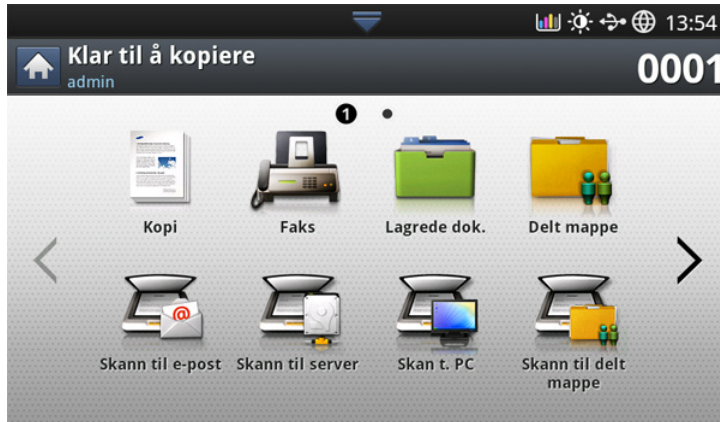 13:54
Klar til å kopiere
admin
0001
1
Kopi
Faks
Lagrede dok.
Delt mappe
@
Skann til e-post
Skann til server
Skan t. PC
Skann til delt
mappe